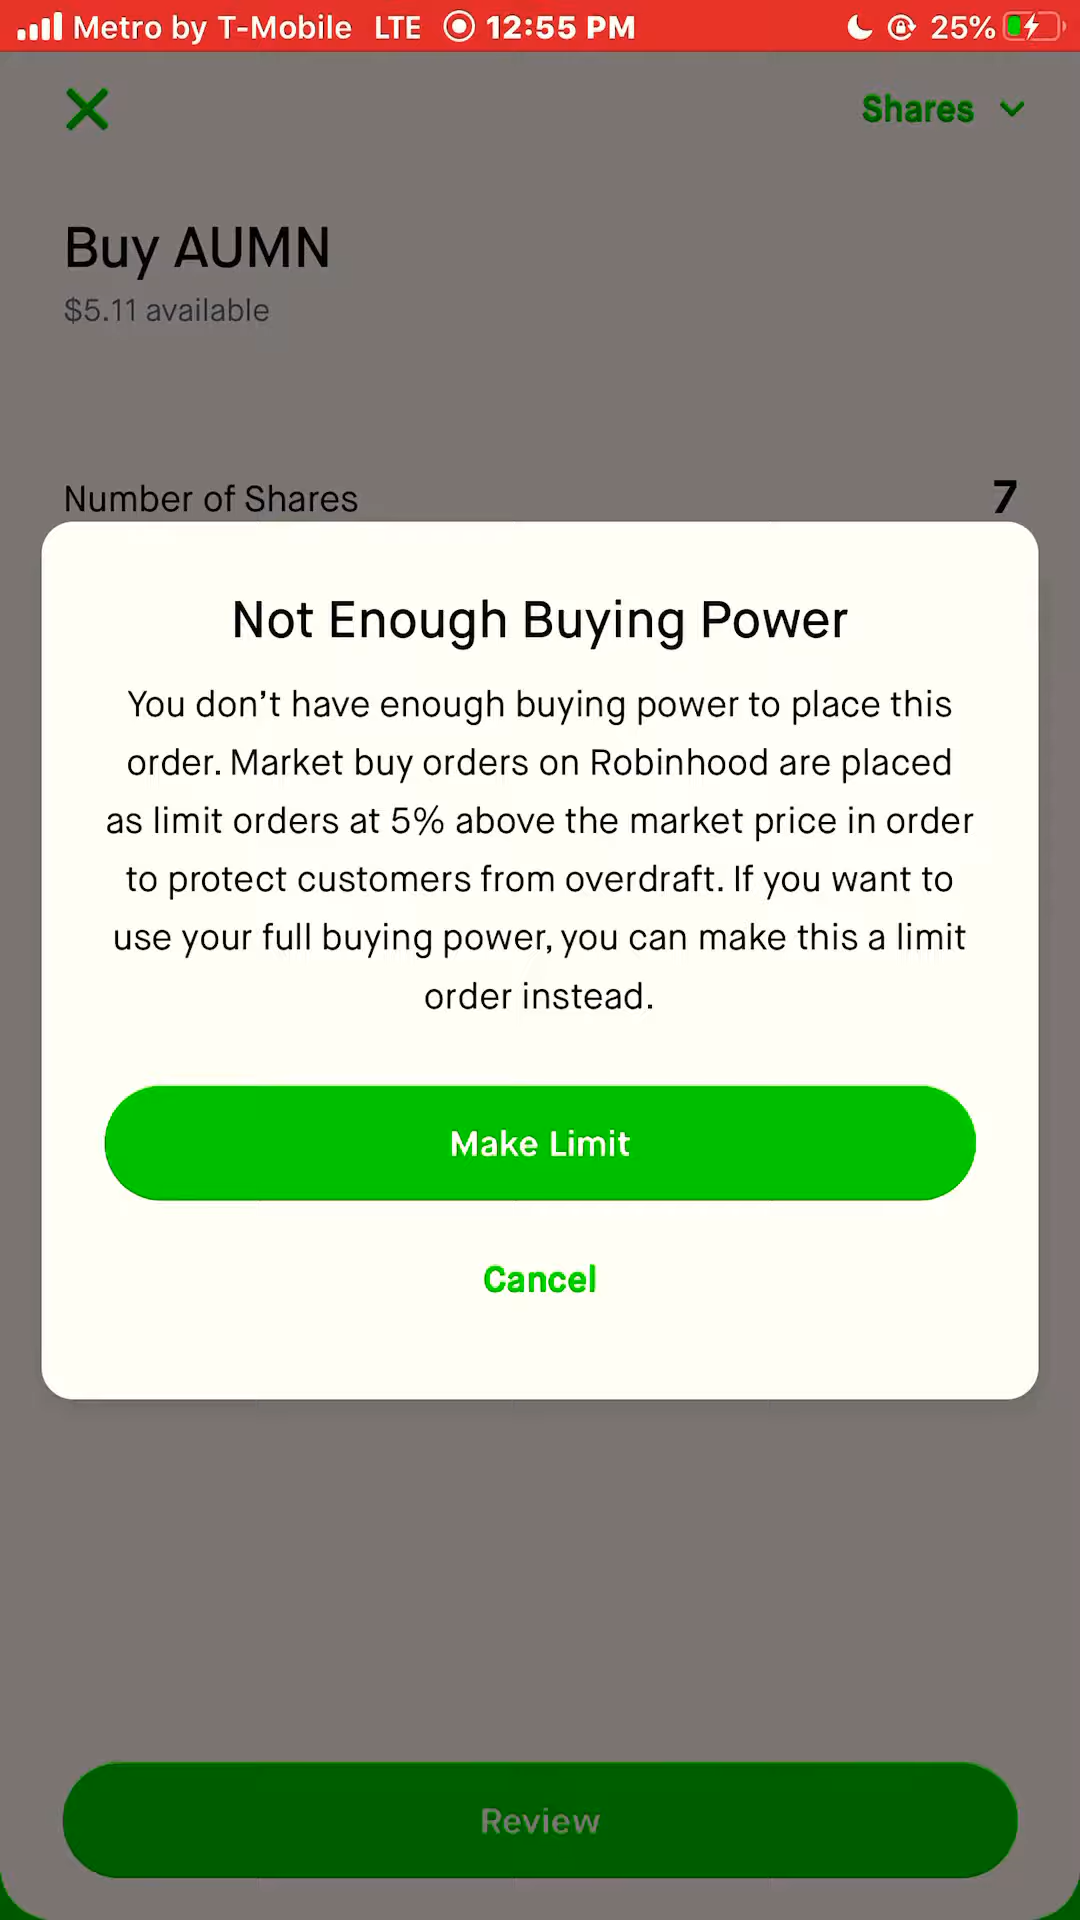 Metro by T-Mobile LTE 12:55 PM 25%
Shares
Buy AUMN
$5.11 available
Number of Shares 7
Not Enough Buying Power
You don’t have enough buying power to place this
order. Market buy orders on Robinhood are placed
as limit orders at 5% above the market price in order
to protect customers from overdraft. If you want to
use your full buying power, you can make this a limit
order instead.
Make Limit
Cancel
Review